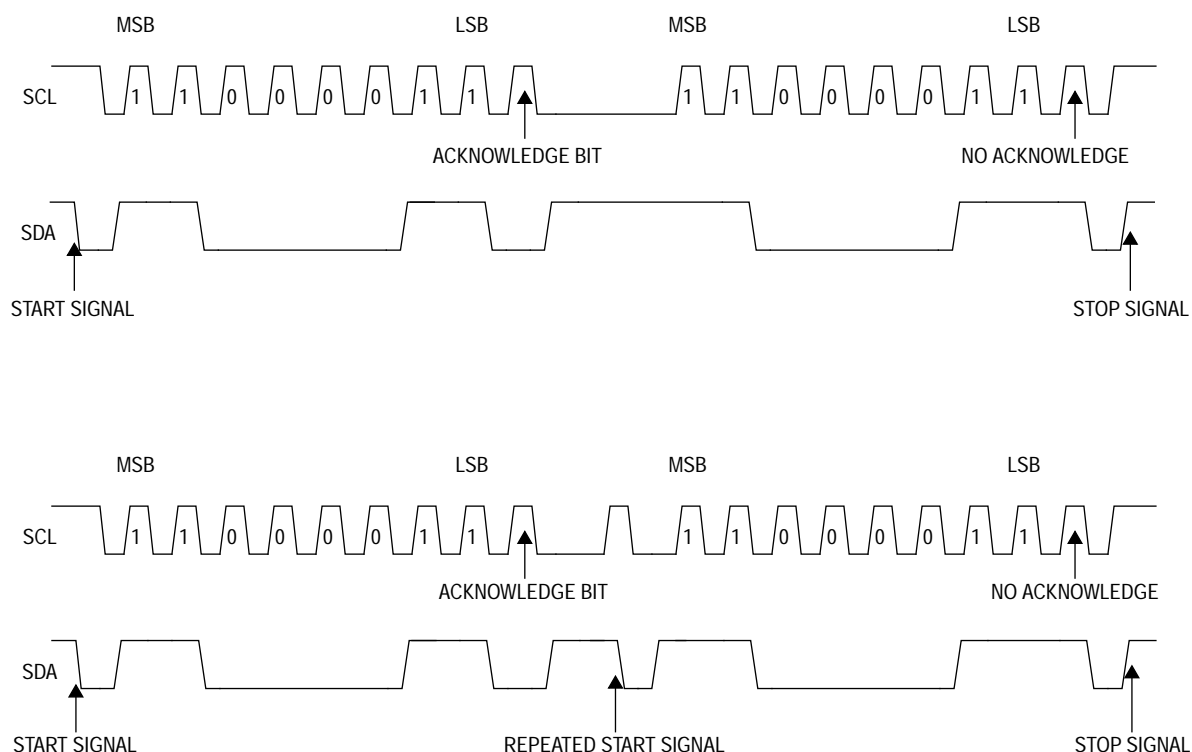 MSB LSB MSB LSB
SCL 1 1 0 0 0 0 1 1 1 1 0 0 0 0 1 1
ACKNOWLEDGE BIT NO ACKNOWLEDGE
SDA
START SIGNAL STOP SIGNAL
MSB LSB MSB LSB
SCL 1 1 0 0 0 0 1 1 1 1 0 0 0 0 1 1
ACKNOWLEDGE BIT NO ACKNOWLEDGE
SDA
START SIGNAL REPEATED START SIGNAL STOP SIGNAL